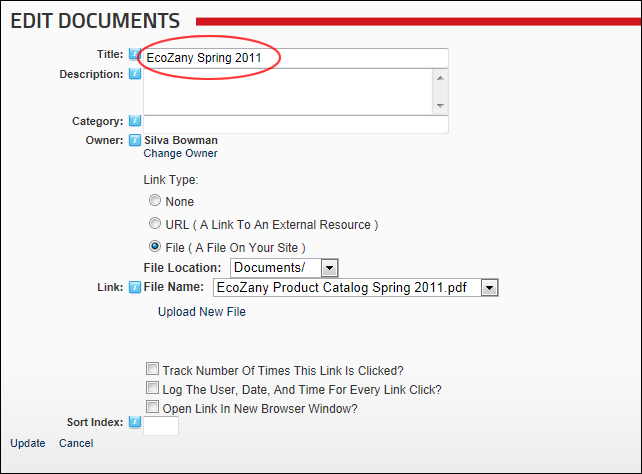 EDIT DOCUMENTS
Title: i EcoZany Spring 2011
Description: i
Category: i
Owner: i Silva Bowman
Change Owner
Link Type:
None
URL ( A Link To An External Resource )
File ( A File On Your Site )
File Location: Documents/
Link: i File Name: EcoZany Product Catalog Spring 2011.pdf
Upload New File
Track Number Of Times This Link Is Clicked?
Log The User, Date, And Time For Every Link Click?
Open Link In New Browser Window?
Sort Index: i
Update Cancel